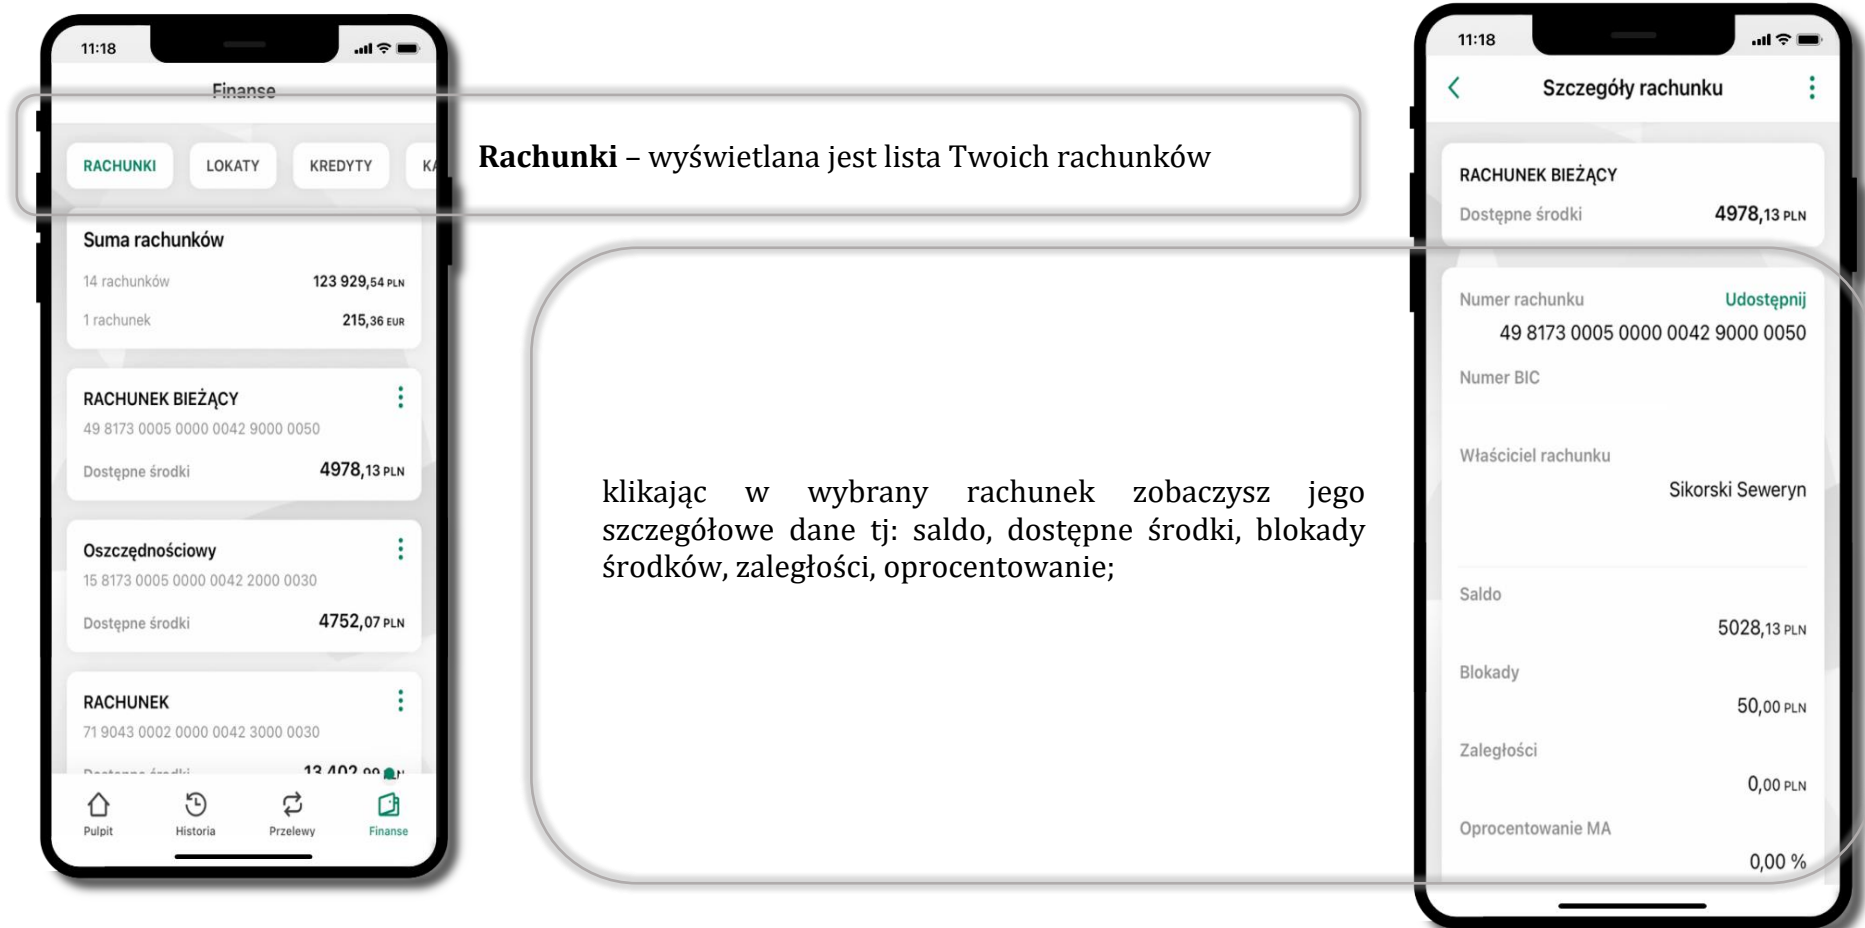 11:18
Finanse
RACHUNKI LOKATY KREDYTY
Suma rachunków
14 rachunków 123 929,54 PLN
1 rachunek 215,36 EUR
RACHUNEK BIEŻĄCY
49 8173 0005 0000 0042 9000 0050
Dostępne środki 4978,13 PLN
Oszczędnościowy
15 8173 0005 0000 0042 2000 0030
Dostępne środki 4752,07 PLN
RACHUNEK
71 9043 0002 0000 0042 3000 0030
Pulpit Historia Przelewy Finanse
Rachunki – wyświetlana jest lista Twoich rachunków
klikając w wybrany rachunek zobaczysz jego
szczegółowe dane tj: saldo, dostępne środki, blokady
środków, zaległości, oprocentowanie;
11:18
Szczegóły rachunku
RACHUNEK BIEŻĄCY
Dostępne środki 4978,13 PLN
Numer rachunku Udostępnij
49 8173 0005 0000 0042 9000 0050
Numer BIC
Właściciel rachunku
Sikorski Seweryn
Saldo
5028,13 PLN
Blokady
50,00 PLN
Zaległości
0,00 PLN
Oprocentowanie MA
0,00 %